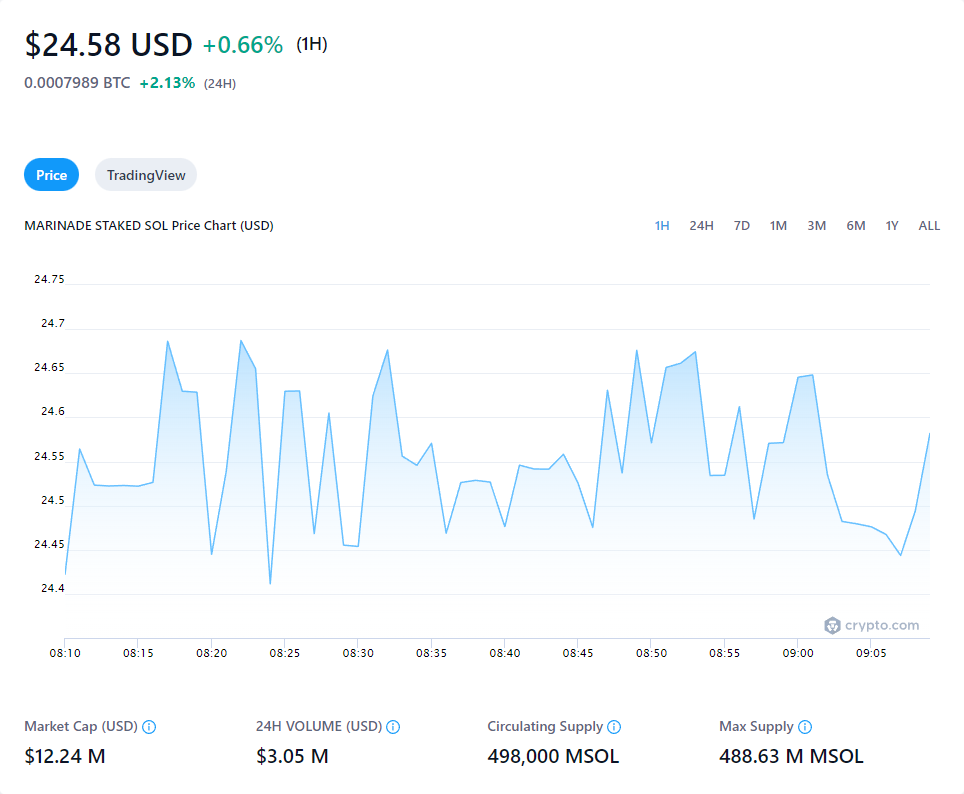 $24.58 USD +0.66% (1H)
0.0007989 BTC +2.13% (24H)
Price TradingView
MARINADE STAKED SOL Price Chart (USD) 1H 24H 7D 1M 3M 6M 1Y ALL
24.75
24.7
24.65
24.6
24.55
24.5
24.45
24.4
crypto.com
08:10 08:15 08:20 08:25 08:30 08:35 08:40 08:45 08:50 08:55 09:00 09:05
Market Cap (USD) 24H VOLUME (USD) Circulating Supply Max Supply
$12.24 M $3.05 M 498,000 MSOL 488.63 M MSOL